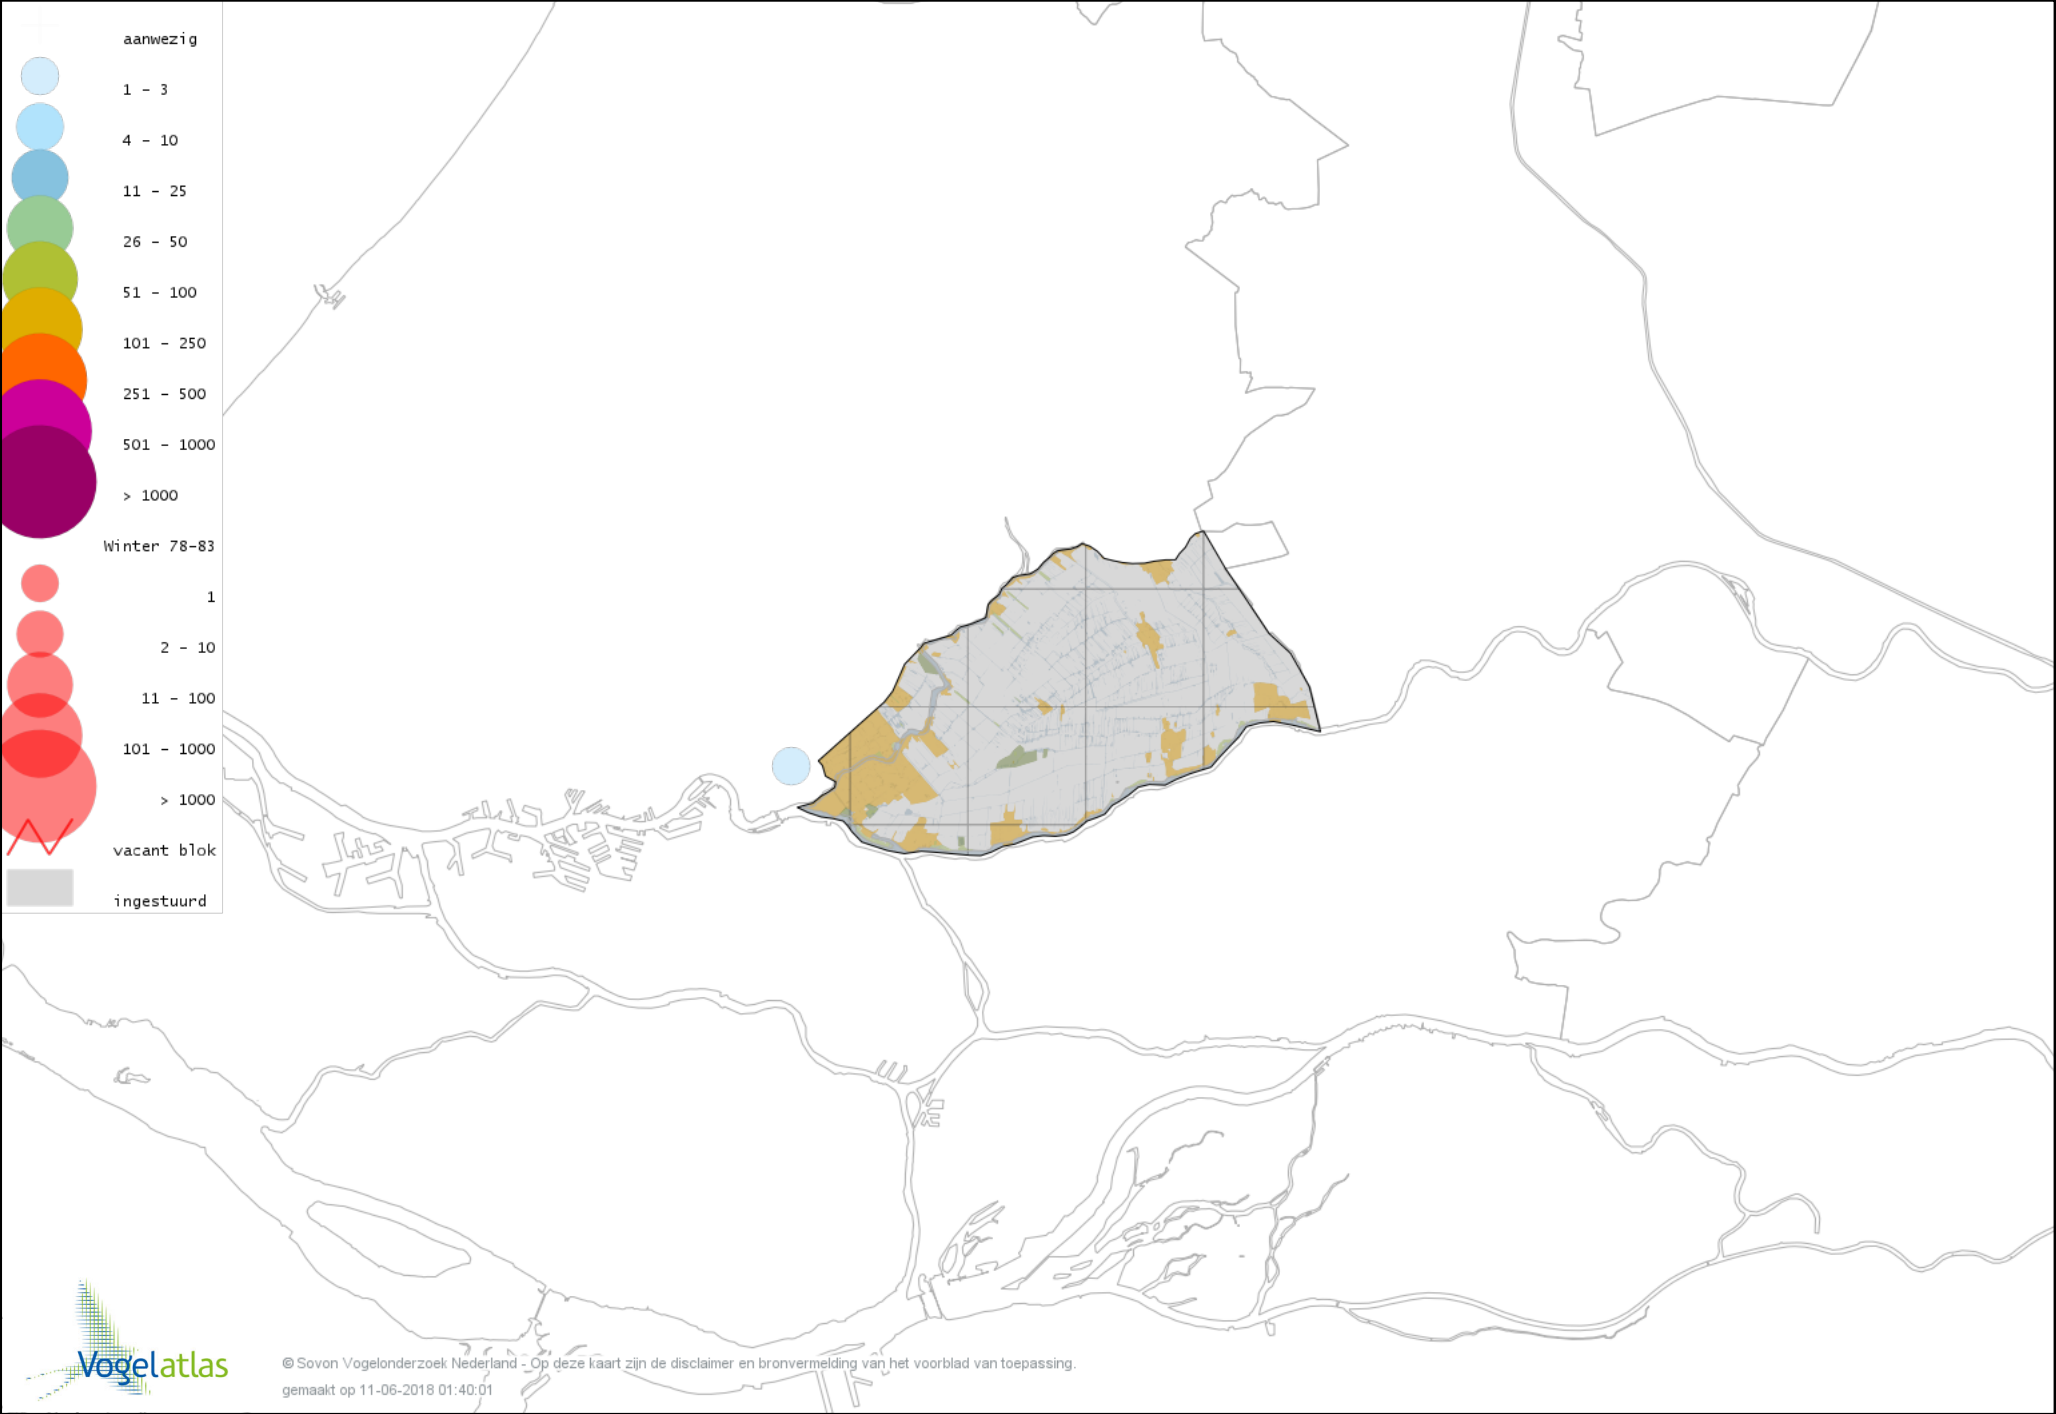 aanwezig
1 - 3
4 - 10
11 - 25
26 - 50
51 - 100
101 - 250
251 - 500
501 - 1000
> 1000
Winter 78-83
1
2 - 10
11 - 100
101 - 1000
> 1000
vacant blok
ingestuurd
Vogelatlas
© Sovon Vogelonderzoek Nederland - Op deze kaart zijn de disclaimer en bronvermelding van het voorblad van toepassing.
gemaakt op 11-06-2018 01:40:01